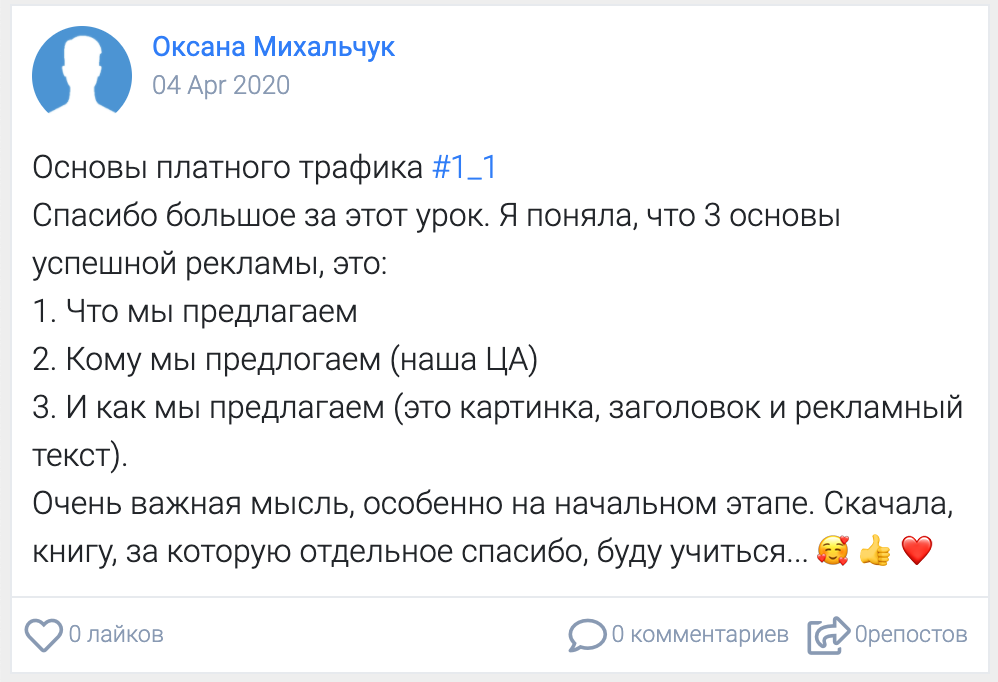 Оксана Михальчук
04 Apr 2020
Основы платного трафика #1_1
Спасибо большое за этот урок. Я поняла, что 3 основы
успешной рекламы, это:
1. Что мы предлагаем
2. Кому мы предлогаем (наша ЦА)
3. И как мы предлагаем (это картинка, заголовок и рекламный
текст).
Очень важная мысль, особенно на начальном этапе. Скачала,
книгу, за которую отдельное спасибо, буду учиться... 🥰 👍 ❤️
0 лайков
0 комментариев
0репостов